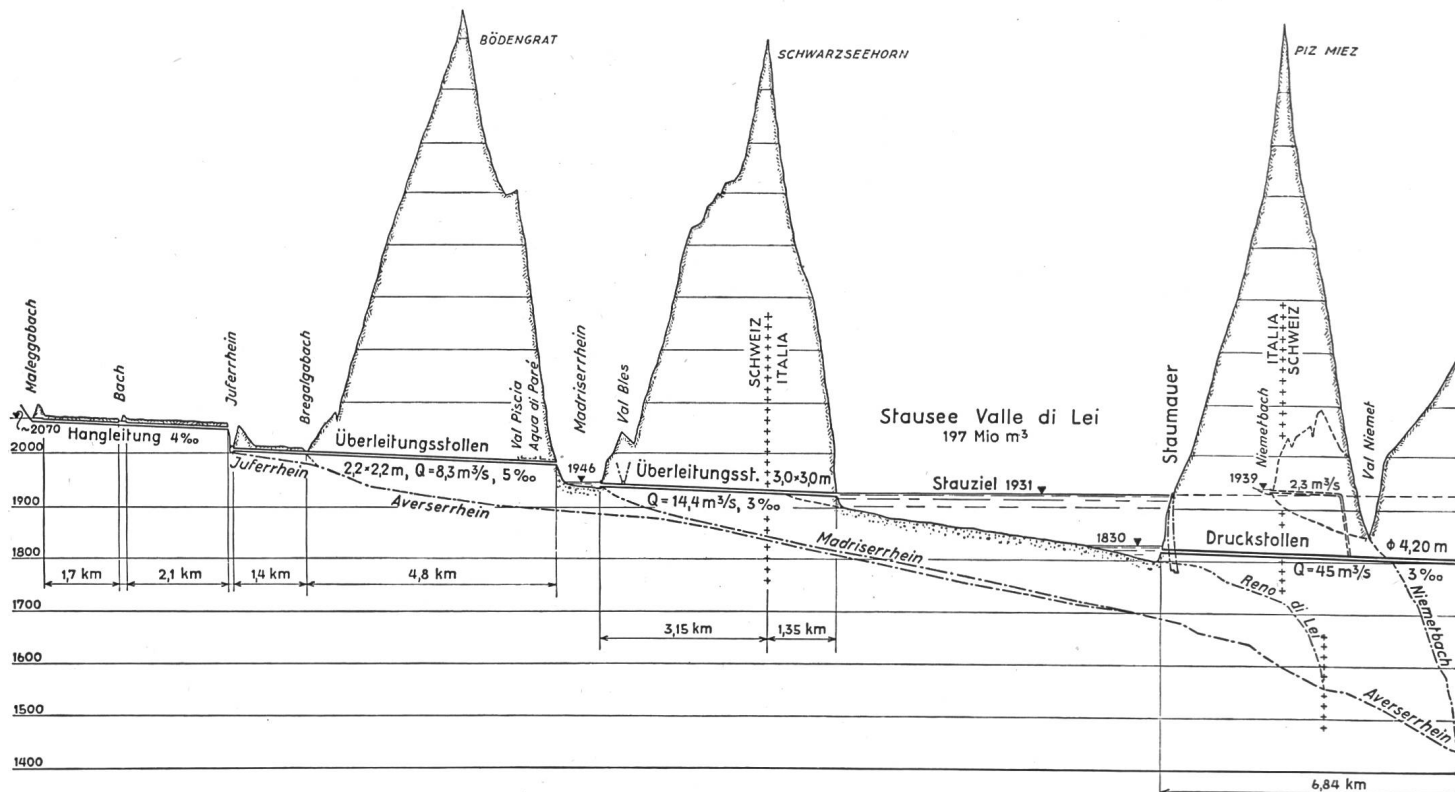 BÖDENGRAT
SCHWARZSEEHORN
PIZ MIEZ
Maleggabach
Bach
Juferrhein
Bregalgabach
Val Piscia
Aqua di Paré
Madriserrhein
Val Bles
SCHWEIZ
ITALIA
Stausee Valle di Lei
197 Mio m³
Staumauer
Niemetbach
ITALIA
SCHWEIZ
Val Niemet
~2070
Hangleitung 4‰
Überleitungsstollen
2,2×2,2m, Q=8,3m³/s, 5‰
1946
Überleitungsst. 3,0×3,0m
Q=14,4m³/s, 3‰
Stauziel 1931
1939
2,3 m³/s
1830
Druckstollen
ϕ 4,20 m
Q=45m³/s
3‰
Juferrhein
Averserrhein
Madriserrhein
Reno di Lei
Niemetbach
Averserrhein
2000
1900
1800
1700
1600
1500
1400
1,7 km
2,1 km
1,4 km
4,8 km
3,15 km
1,35 km
6,84 km